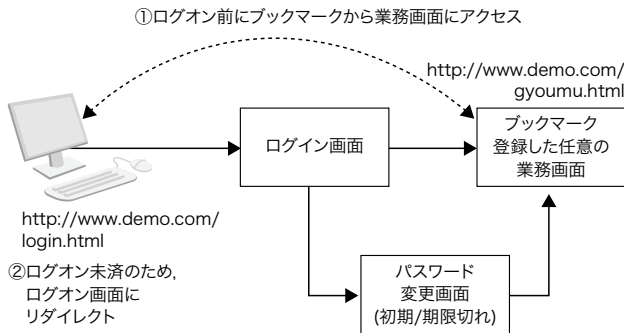 ①ログオン前にブックマークから業務画面にアクセス
http://www.demo.com/
gyoumu.html
ログイン画面
ブックマーク
登録した任意の
業務画面
http://www.demo.com/
login.html
②ログオン未済のため,
ログオン画面に
リダイレクト
パスワード
変更画面
(初期/期限切れ)